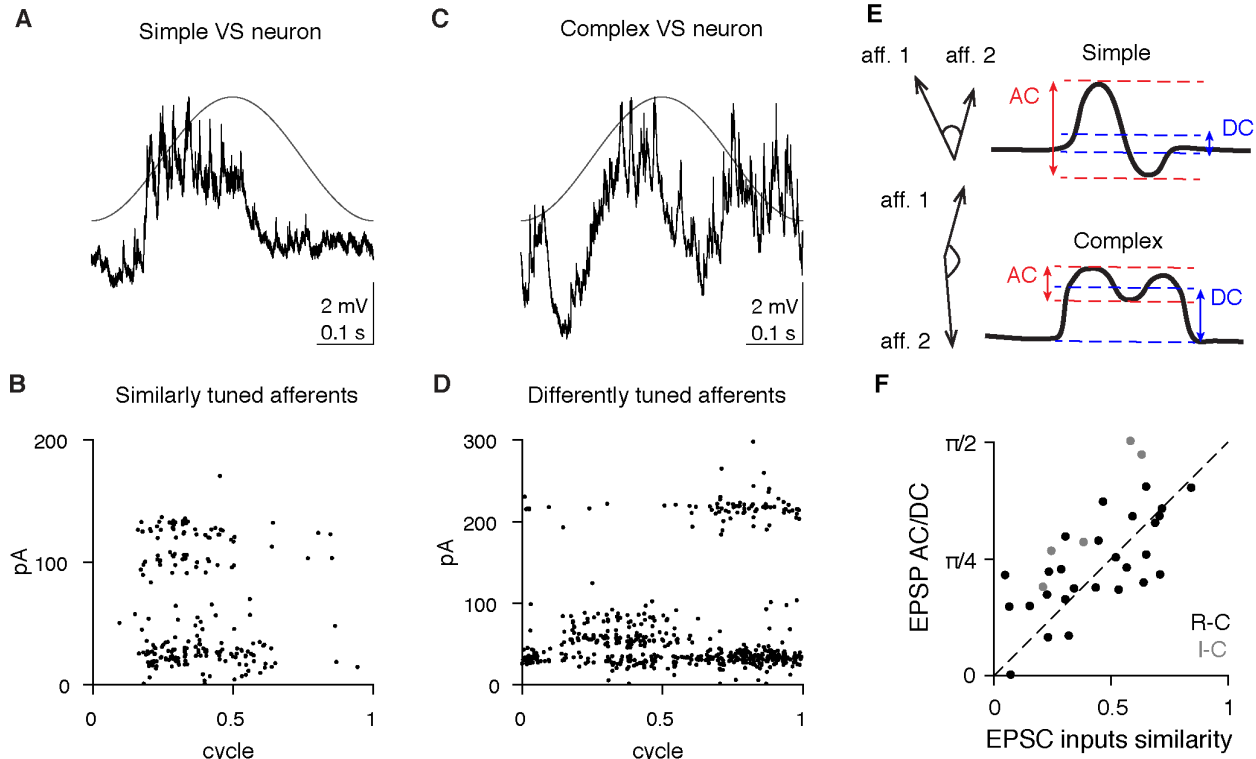 A
Simple VS neuron
2 mV
0.1 s
B
Similarly tuned afferents
200
100
0
pA
0
0.5
1
cycle
C
Complex VS neuron
2 mV
0.1 s
D
Differently tuned afferents
300
200
100
0
pA
0
0.5
1
cycle
E
aff. 1
aff. 2
Simple
AC
DC
aff. 1
aff. 2
Complex
AC
DC
F
π/2
π/4
0
EPSP AC/DC
R-C
I-C
0
0.5
1
EPSC inputs similarity